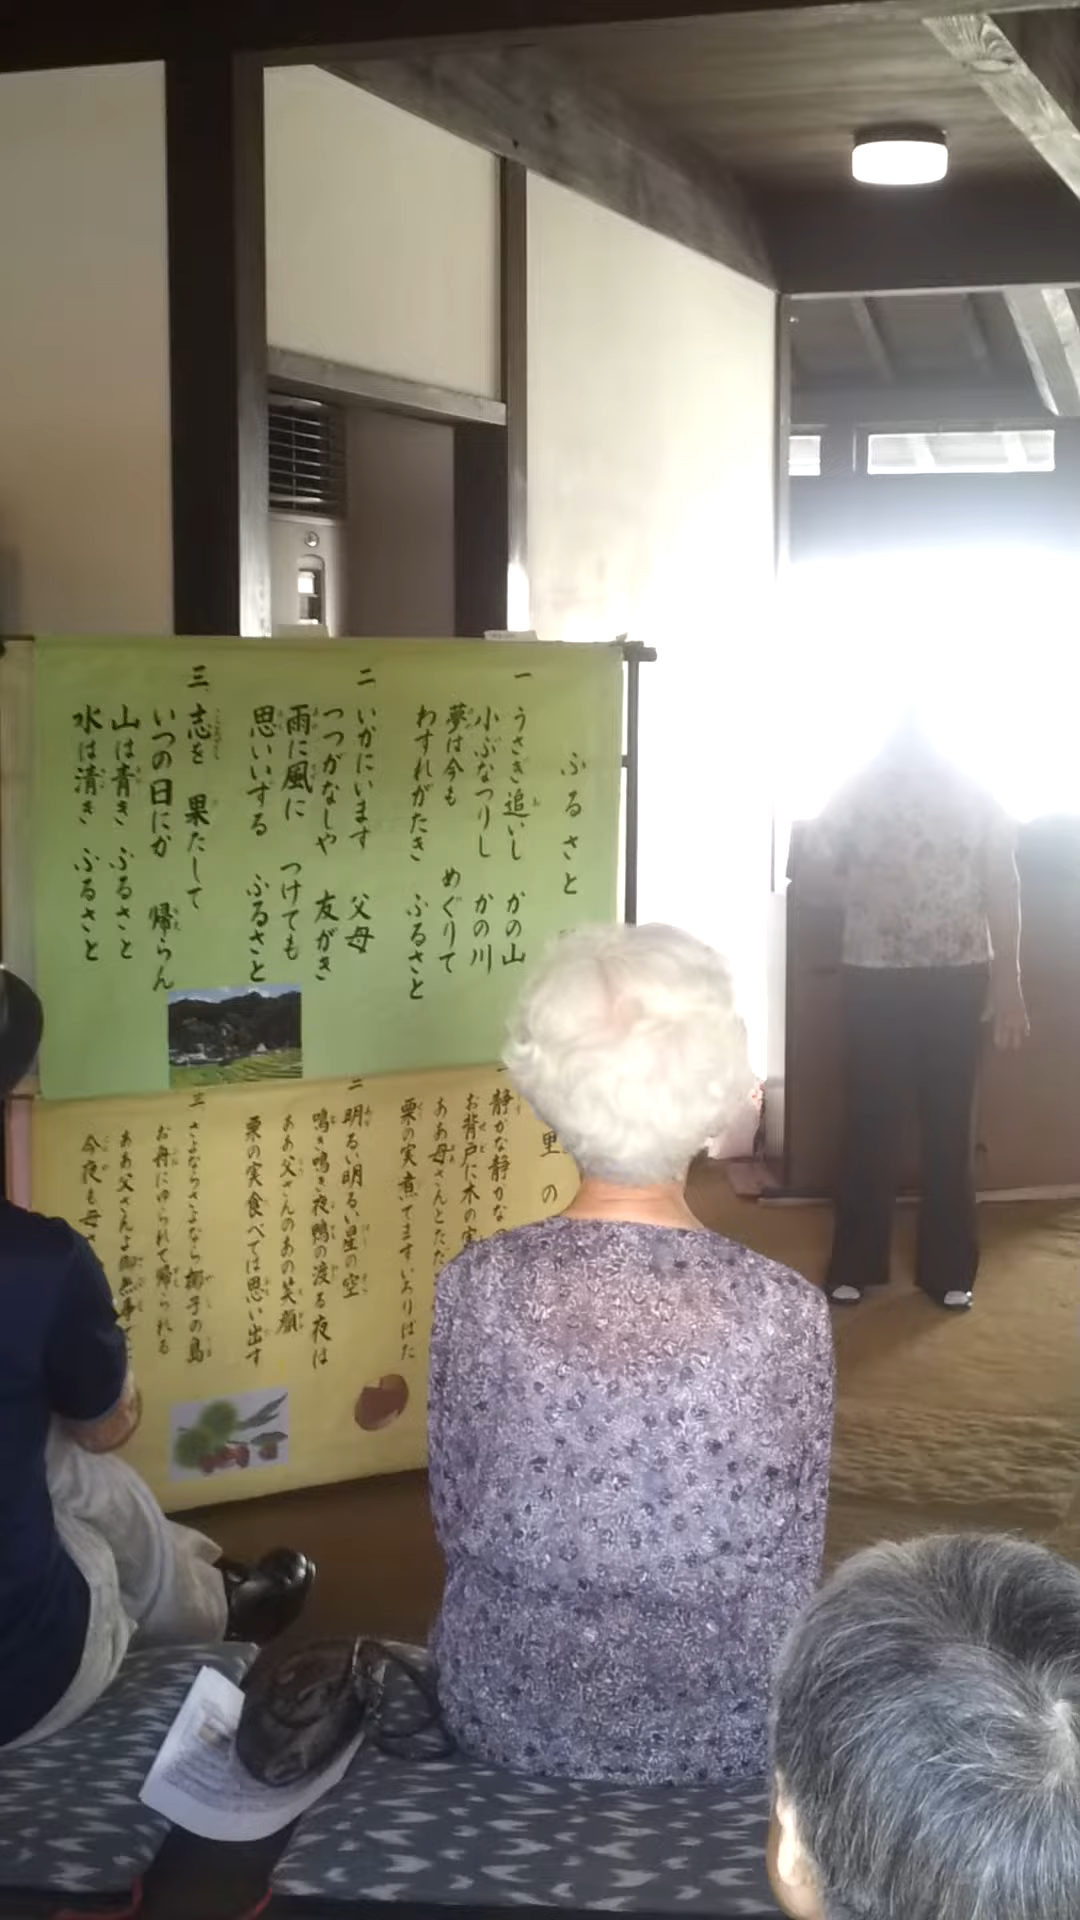 ふるさと
一 うさぎ追いし かの山
小ぶなつりし かの川
夢は今も めぐりて
わすれがたき ふるさと
二 いかにいます 父母
つつがなしや 友がき
雨に風に つけても
思いいずる ふるさと
三 志を 果たして
いつの日にか 帰らん
山は青き ふるさと
水は清き ふるさと
里の
静かな静かな
お背戸に木の実
ああ母さんとただ
栗の実煮てますいろりばた
二 明るい明るい星の空
鳴き鳴き夜鴨の渡る夜は
ああ父さんのあの笑顔
栗の実食べては思い出す
三 さよならさよなら椰子の島
お舟にゆられて帰られる
ああ父さんよ御無事で
今夜も母さ